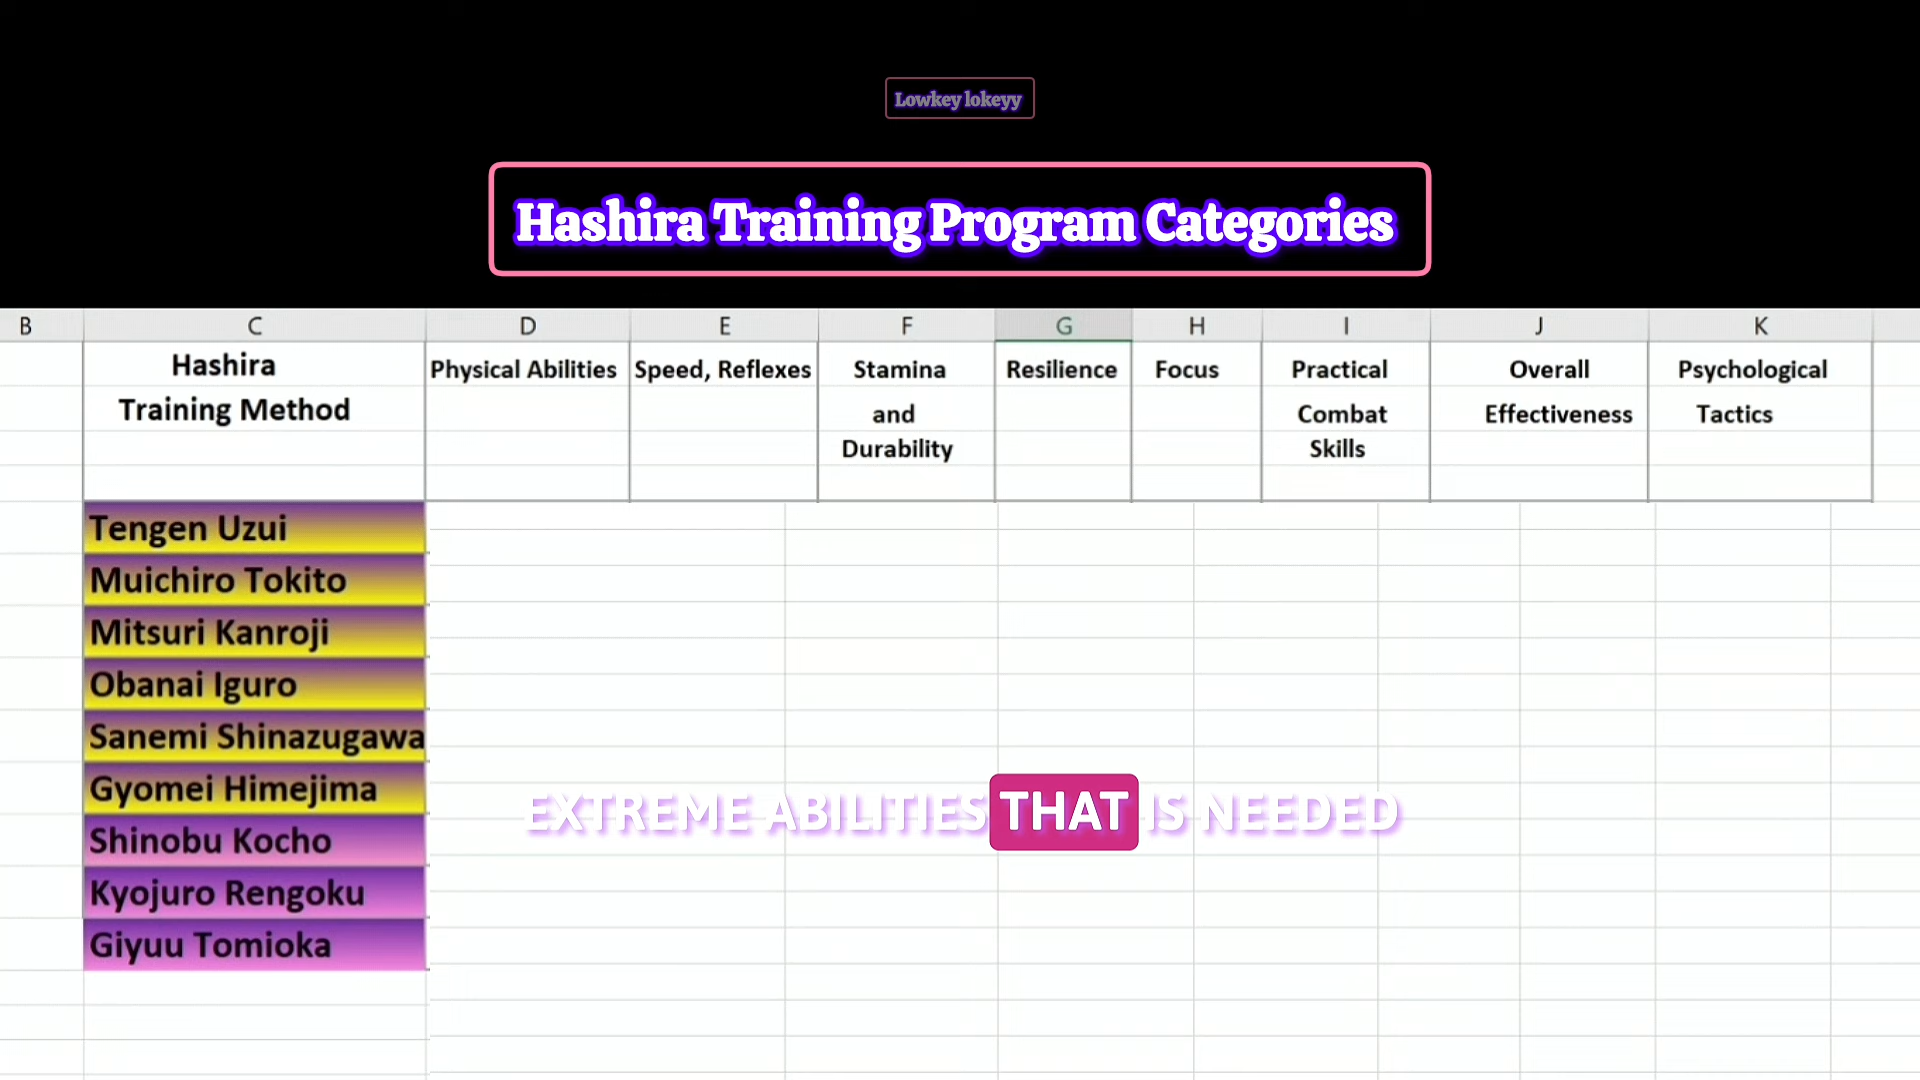 Lowkey lokeyy
Hashira Training Program Categories
B C D E F G H I J K
Hashira Training Method
Physical Abilities
Speed, Reflexes
Stamina and Durability
Resilience
Focus
Practical Combat Skills
Overall Effectiveness
Psychological Tactics
Tengen Uzui
Muichiro Tokito
Mitsuri Kanroji
Obanai Iguro
Sanemi Shinazugawa
Gyomei Himejima
Shinobu Kocho
Kyojuro Rengoku
Giyuu Tomioka
EXTREME ABILITIES THAT IS NEEDED